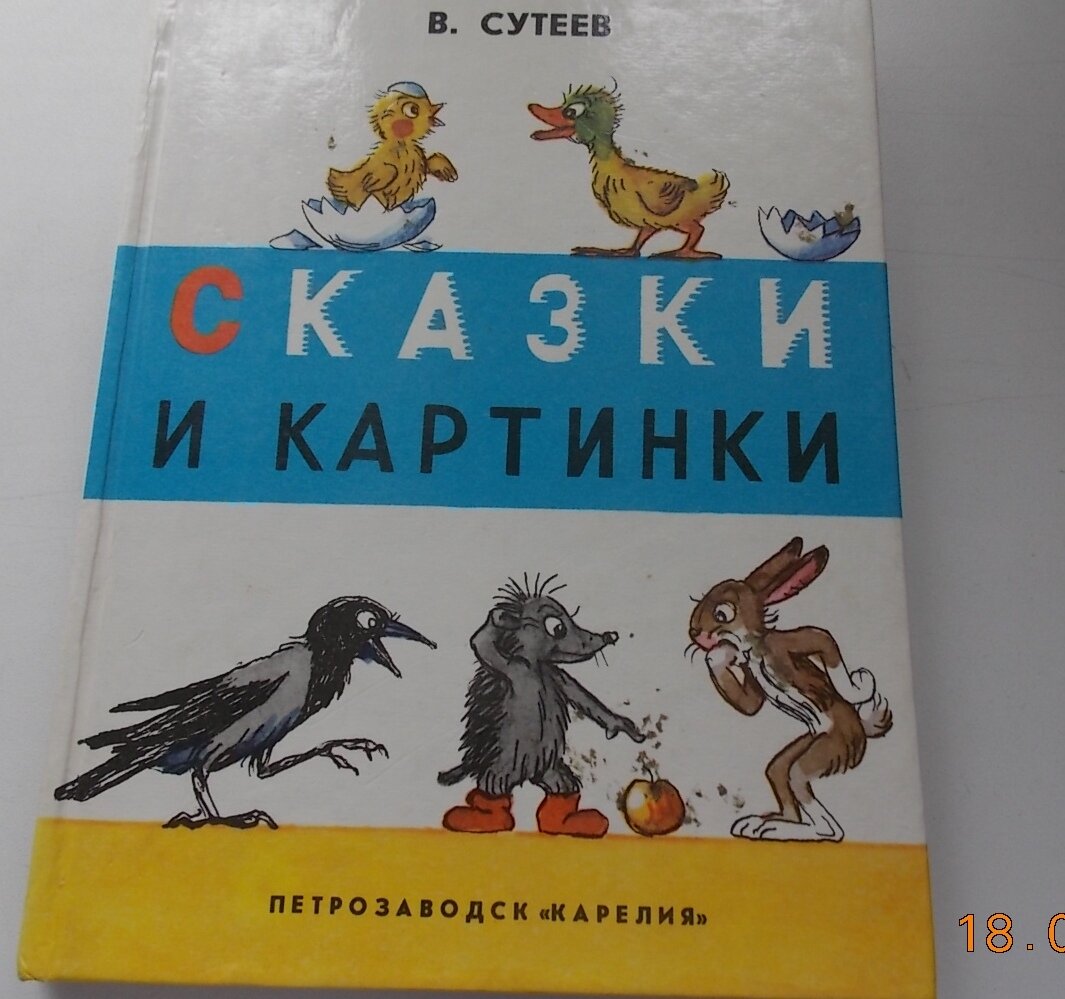 В. СУТЕЕВ
СКАЗКИ
И КАРТИНКИ
ПЕТРОЗАВОДСК «КАРЕЛИЯ»
18.0